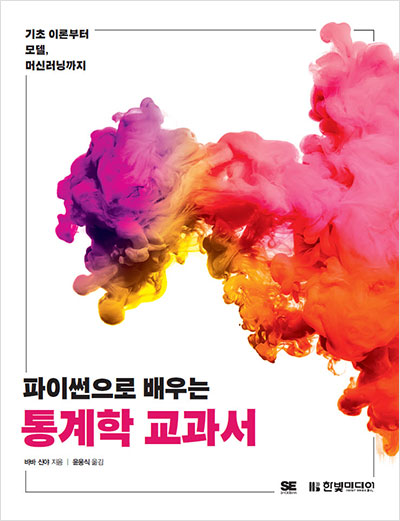 기초 이론부터
모델,
머신러닝까지
파이썬으로 배우는
통계학 교과서
바바 신야 지음 | 윤웅식 옮김
SE
한빛미디어